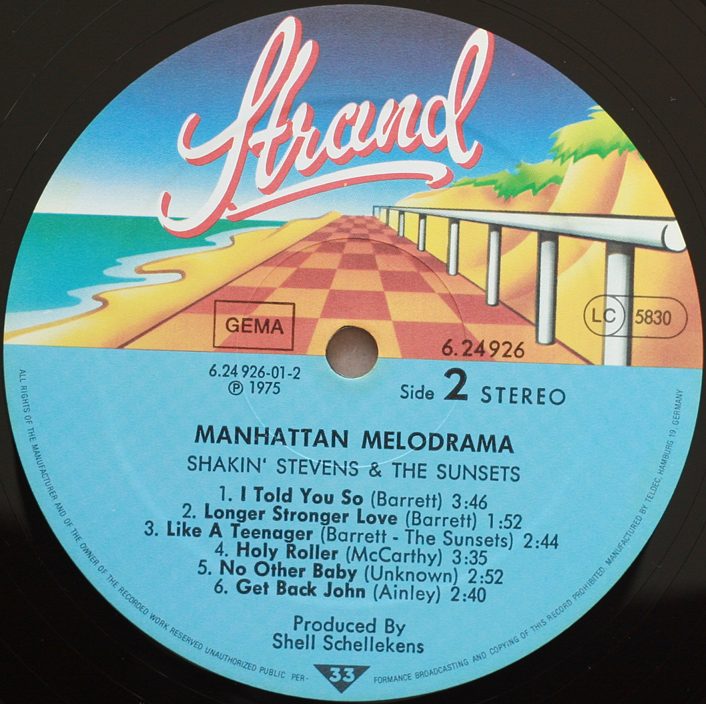 Strand
GEMA
LC 5830
6.24926
6.24 926-01-2
℗ 1975
Side 2 STEREO
MANHATTAN MELODRAMA
SHAKIN' STEVENS & THE SUNSETS
1. I Told You So (Barrett) 3:46
2. Longer Stronger Love (Barrett) 1:52
3. Like A Teenager (Barrett - The Sunsets) 2:44
4. Holy Roller (McCarthy) 3:35
5. No Other Baby (Unknown) 2:52
6. Get Back John (Ainley) 2:40
Produced By
Shell Schellekens
33
ALL RIGHTS OF THE MANUFACTURER AND OF THE OWNER OF THE RECORDED WORK RESERVED UNAUTHORIZED PUBLIC PER-
FORMANCE BROADCASTING AND COPYING OF THIS RECORD PROHIBITED. MANUFACTURED BY TELDEC, HAMBURG 19, GERMANY